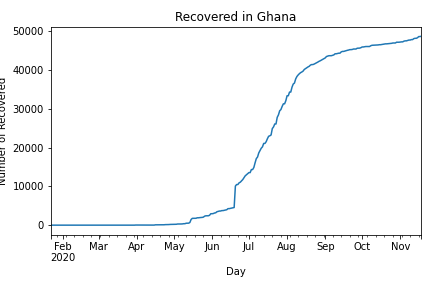 Recovered in Ghana
50000
40000
30000
20000
10000
0
Number of Recovered
Feb Mar Apr May Jun Jul Aug Sep Oct Nov
2020
Day